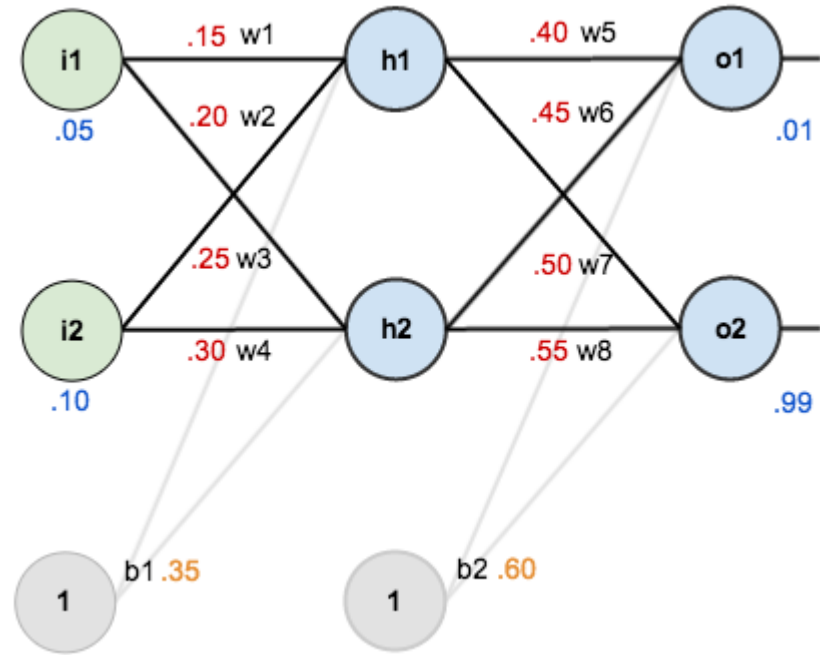 .15 w1
.40 w5
i1
h1
o1
.20 w2
.45 w6
.05
.01
.25 w3
.50 w7
i2
h2
o2
.30 w4
.55 w8
.10
.99
b1 .35
b2 .60
1
1